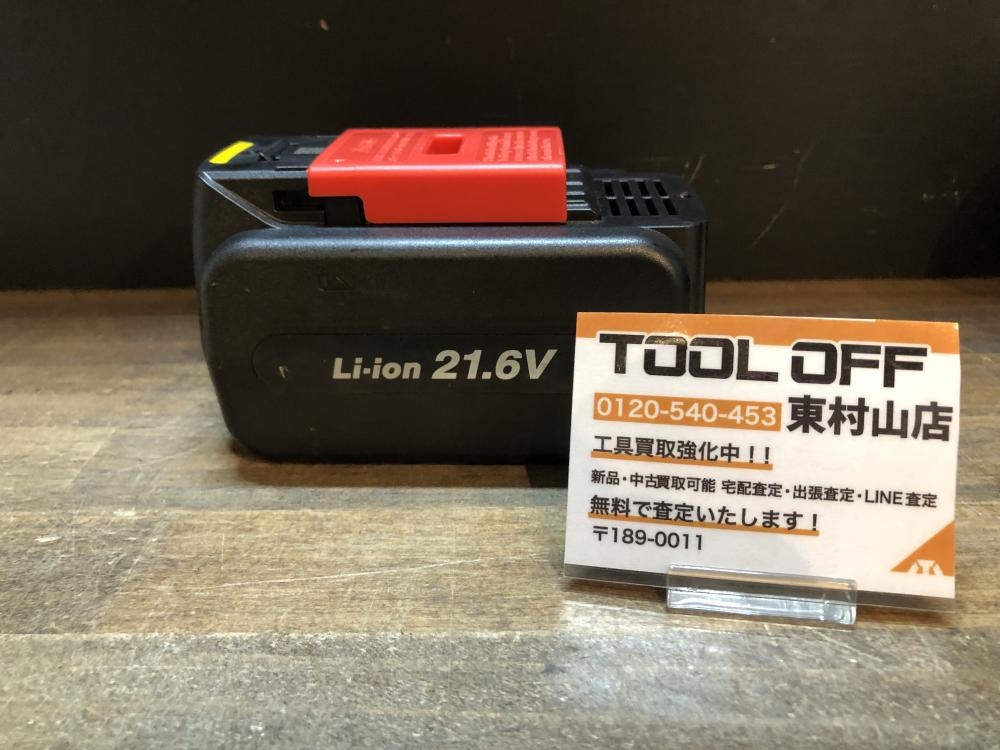 Li-ion 21.6V
TOOL OFF
0120-540-453 東村山店
工具買取強化中！！
新品・中古買取可能 宅配査定・出張査定・LINE査定
無料で査定いたします！
〒189-0011